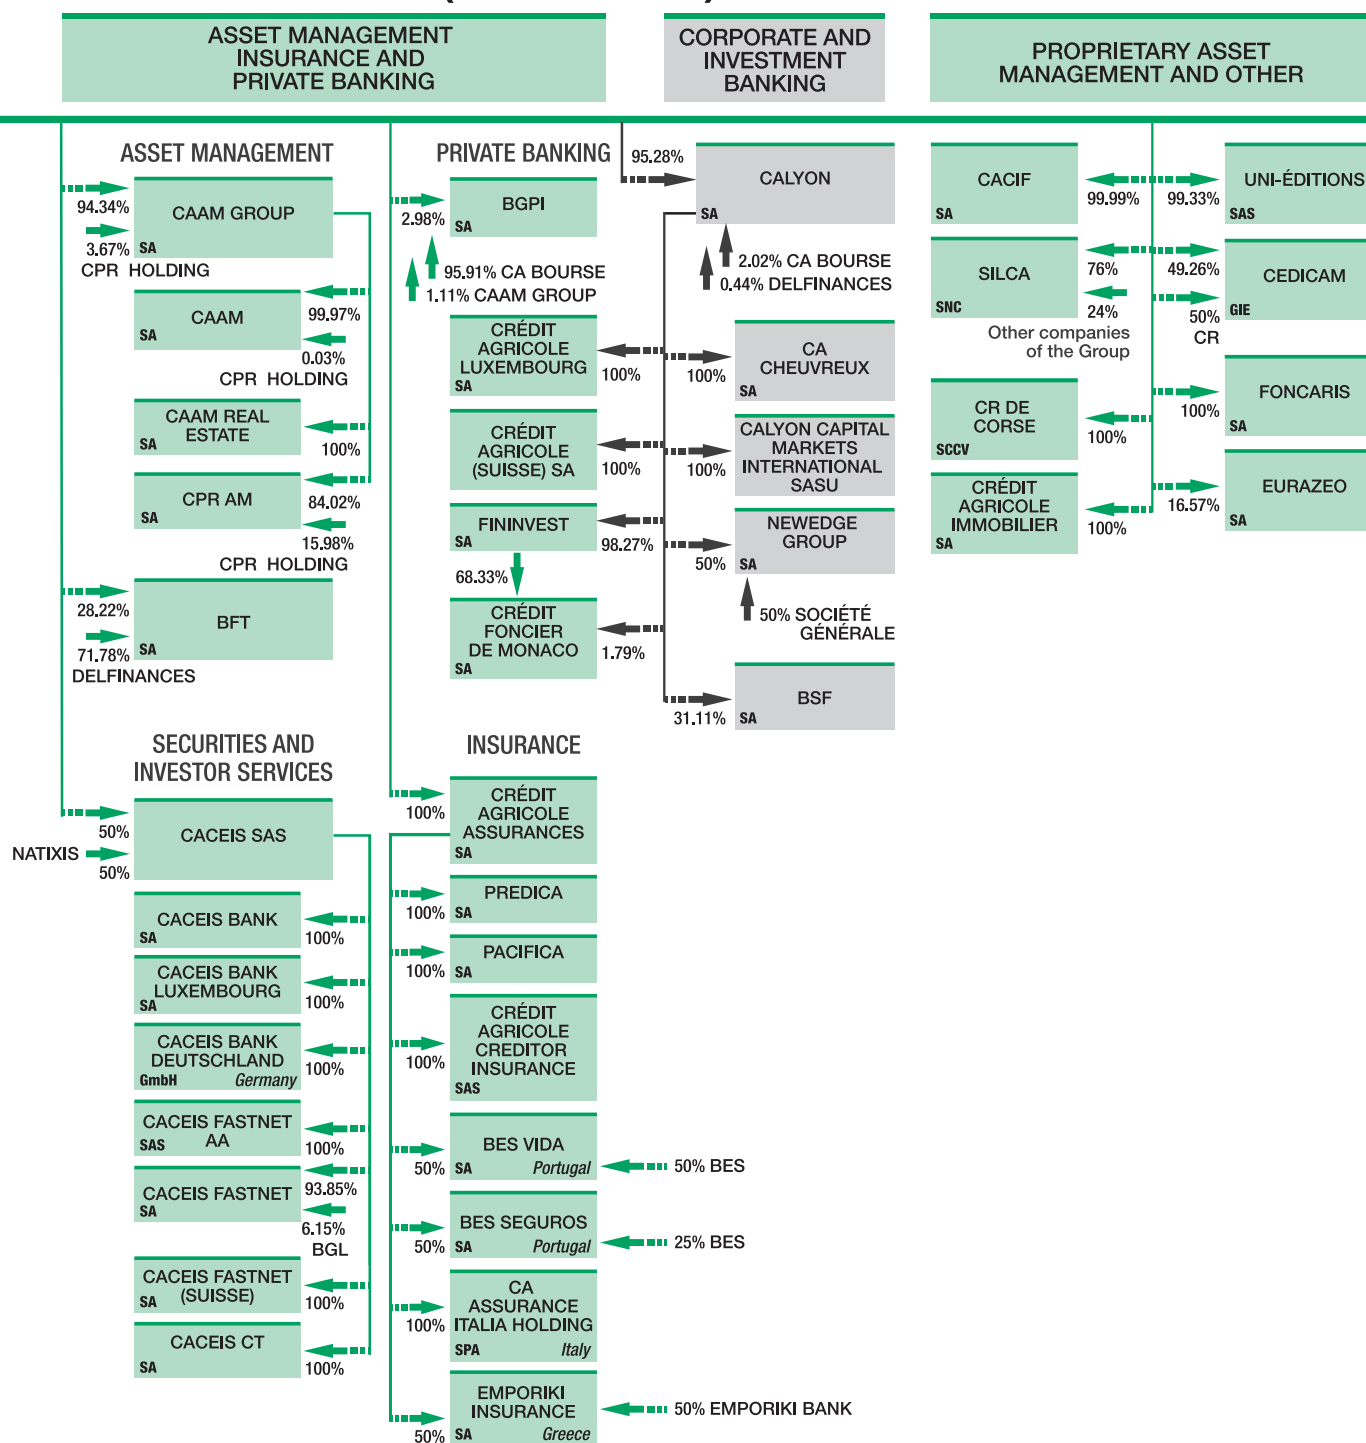 ASSET MANAGEMENT
INSURANCE AND
PRIVATE BANKING
CORPORATE AND
INVESTMENT
BANKING
PROPRIETARY ASSET
MANAGEMENT AND OTHER
ASSET MANAGEMENT
94.34%
CAAM GROUP
SA
3.67%
CPR HOLDING
CAAM
SA
99.97%
0.03%
CPR HOLDING
CAAM REAL
ESTATE
SA
100%
CPR AM
SA
84.02%
15.98%
CPR HOLDING
28.22%
BFT
SA
71.78%
DELFINANCES
SECURITIES AND
INVESTOR SERVICES
50%
CACEIS SAS
NATIXIS
50%
CACEIS BANK
SA
100%
CACEIS BANK
LUXEMBOURG
SA
100%
CACEIS BANK
DEUTSCHLAND
GmbH Germany
100%
CACEIS FASTNET
AA
SAS
100%
CACEIS FASTNET
SA
93.85%
6.15%
BGL
CACEIS FASTNET
(SUISSE)
SA
100%
CACEIS CT
SA
100%
PRIVATE BANKING
2.98%
BGPI
SA
95.91% CA BOURSE
1.11% CAAM GROUP
CRÉDIT
AGRICOLE
LUXEMBOURG
SA
100%
CRÉDIT
AGRICOLE
(SUISSE) SA
100%
FININVEST
SA
98.27%
68.33%
CRÉDIT
FONCIER
DE MONACO
SA
1.79%
INSURANCE
100%
CRÉDIT
AGRICOLE
ASSURANCES
SA
PREDICA
100%
SA
PACIFICA
100%
SA
CRÉDIT
AGRICOLE
CREDITOR
INSURANCE
100%
SAS
BES VIDA
50%
SA Portugal
50% BES
BES SEGUROS
50%
SA Portugal
25% BES
CA
ASSURANCE
ITALIA HOLDING
100%
SPA Italy
EMPORIKI
INSURANCE
50%
SA Greece
50% EMPORIKI BANK
95.28%
CALYON
SA
2.02% CA BOURSE
0.44% DELFINANCES
CA
CHEUVREUX
100%
SA
CALYON CAPITAL
MARKETS
INTERNATIONAL
SASU
100%
NEWEDGE
GROUP
50%
SA
50% SOCIÉTÉ
GÉNÉRALE
BSF
31.11%
SA
CACIF
SA
99.99%
99.33%
UNI-ÉDITIONS
SAS
SILCA
SNC
76%
24%
Other companies
of the Group
49.26%
50%
CR
CEDICAM
GIE
CR DE
CORSE
SCCV
100%
FONCARIS
100%
SA
CRÉDIT
AGRICOLE
IMMOBILIER
SA
100%
EURAZEO
16.57%
SA